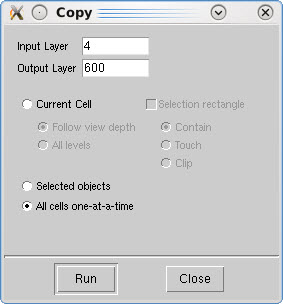 Copy
Input Layer 4
Output Layer 600
Current Cell Selection rectangle
Follow view depth Contain
All levels Touch
Clip
Selected objects
All cells one-at-a-time
Run Close